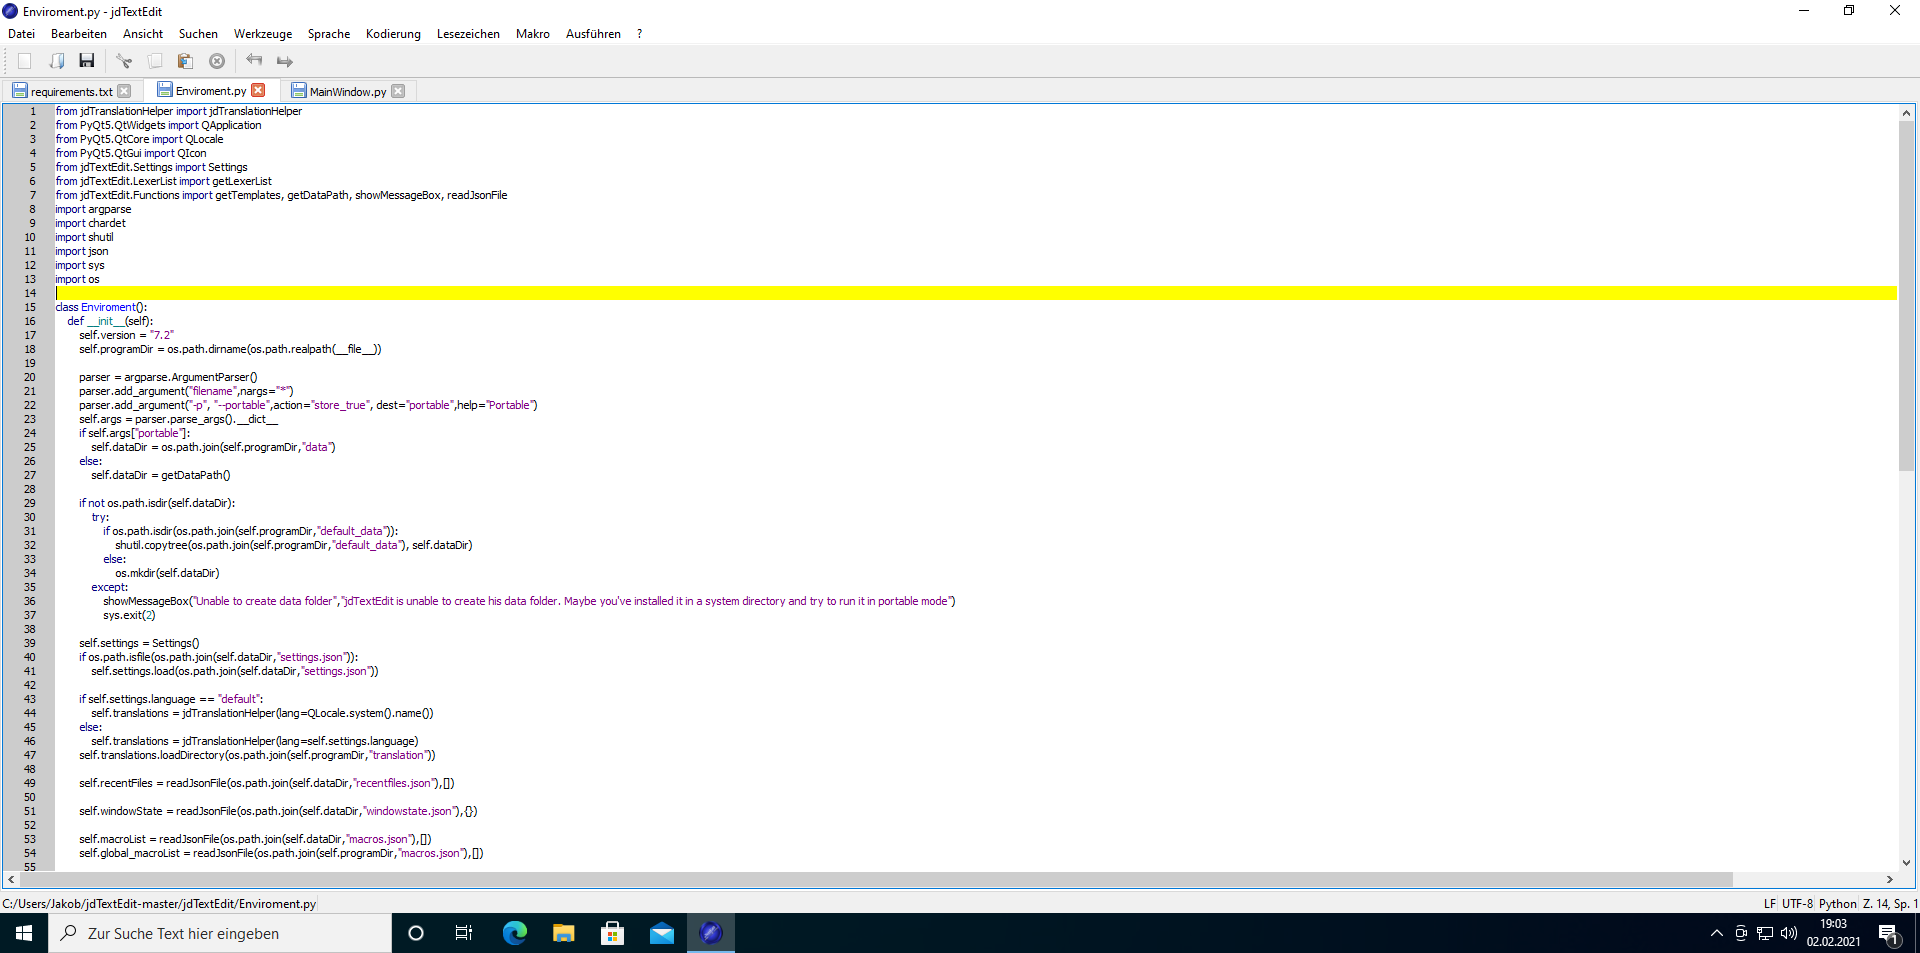 Enviroment.py - jdTextEdit
Datei Bearbeiten Ansicht Suchen Werkzeuge Sprache Kodierung Lesezeichen Makro Ausführen ?
requirements.txt Enviroment.py MainWindow.py
1 from jdTranslationHelper import jdTranslationHelper
2 from PyQt5.QtWidgets import QApplication
3 from PyQt5.QtCore import QLocale
4 from PyQt5.QtGui import QIcon
5 from jdTextEdit.Settings import Settings
6 from jdTextEdit.LexerList import getLexerList
7 from jdTextEdit.Functions import getTemplates, getDataPath, showMessageBox, readJsonFile
8 import argparse
9 import chardet
10 import shutil
11 import json
12 import sys
13 import os
14
15 class Enviroment():
16 def __init__(self):
17 self.version = "7.2"
18 self.programDir = os.path.dirname(os.path.realpath(__file__))
19
20 parser = argparse.ArgumentParser()
21 parser.add_argument("filename",nargs="*")
22 parser.add_argument("-p", "--portable",action="store_true", dest="portable",help="Portable")
23 self.args = parser.parse_args().__dict__
24 if self.args["portable"]:
25 self.dataDir = os.path.join(self.programDir,"data")
26 else:
27 self.dataDir = getDataPath()
28
29 if not os.path.isdir(self.dataDir):
30 try:
31 if os.path.isdir(os.path.join(self.programDir,"default_data")):
32 shutil.copytree(os.path.join(self.programDir,"default_data"), self.dataDir)
33 else:
34 os.mkdir(self.dataDir)
35 except:
36 showMessageBox("Unable to create data folder","jdTextEdit is unable to create his data folder. Maybe you've installed it in a system directory and try to run it in portable mode")
37 sys.exit(2)
38
39 self.settings = Settings()
40 if os.path.isfile(os.path.join(self.dataDir,"settings.json")):
41 self.settings.load(os.path.join(self.dataDir,"settings.json"))
42
43 if self.settings.language == "default":
44 self.translations = jdTranslationHelper(lang=QLocale.system().name())
45 else:
46 self.translations = jdTranslationHelper(lang=self.settings.language)
47 self.translations.loadDirectory(os.path.join(self.programDir,"translation"))
48
49 self.recentFiles = readJsonFile(os.path.join(self.dataDir,"recentfiles.json"),[])
50
51 self.windowState = readJsonFile(os.path.join(self.dataDir,"windowstate.json"),{})
52
53 self.macroList = readJsonFile(os.path.join(self.dataDir,"macros.json"),[])
54 self.global_macroList = readJsonFile(os.path.join(self.programDir,"macros.json"),[])
55
C:/Users/Jakob/jdTextEdit-master/jdTextEdit/Enviroment.py LF UTF-8 Python Z. 14, Sp. 1
Zur Suche Text hier eingeben
19:03
02.02.2021
1